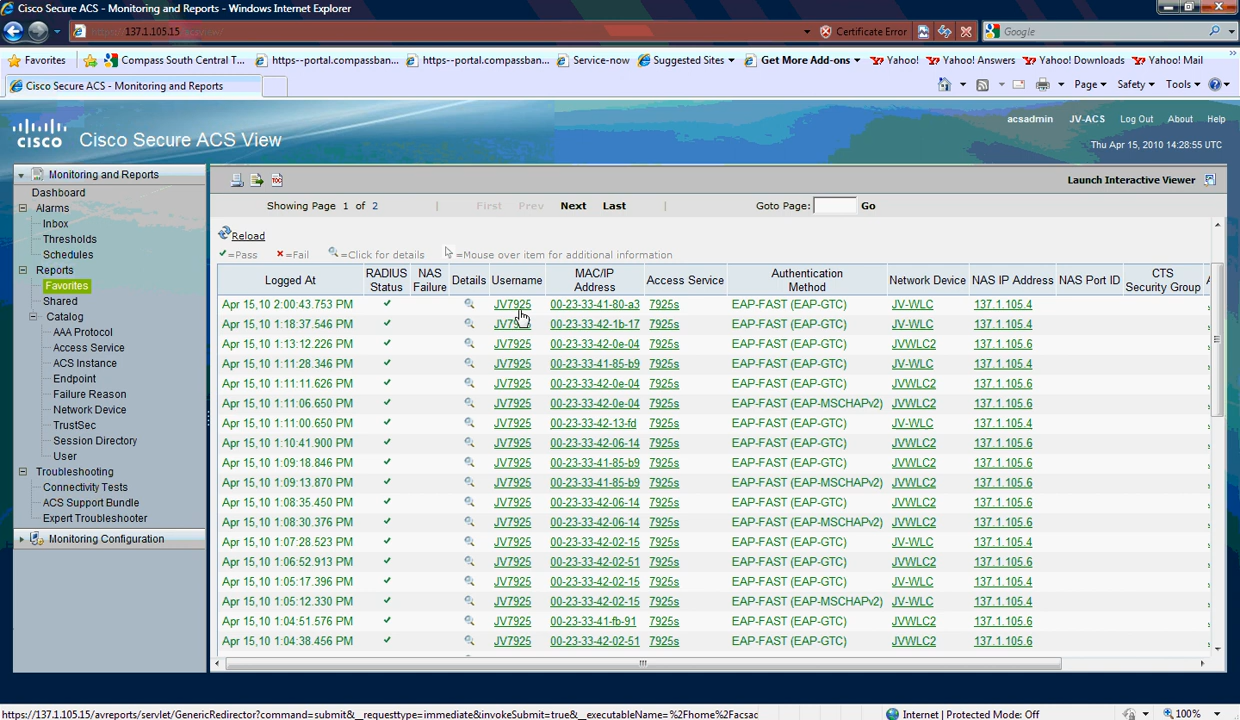 Cisco Secure ACS - Monitoring and Reports - Windows Internet Explorer
137.1.105.15
Certificate Error
Google
Favorites
Compass South Central T...
https--portal.compassban...
https--portal.compassban...
Service-now
Suggested Sites
Get More Add-ons
Yahoo!
Yahoo! Answers
Yahoo! Downloads
Yahoo! Mail
Cisco Secure ACS - Monitoring and Reports
Page
Safety
Tools
CISCO
Cisco Secure ACS View
acsadmin JV-ACS Log Out About Help
Thu Apr 15, 2010 14:28:55 UTC
Monitoring and Reports
Dashboard
Alarms
Inbox
Thresholds
Schedules
Reports
Favorites
Shared
Catalog
AAA Protocol
Access Service
ACS Instance
Endpoint
Failure Reason
Network Device
TrustSec
Session Directory
User
Troubleshooting
Connectivity Tests
ACS Support Bundle
Expert Troubleshooter
Monitoring Configuration
TOC
Launch Interactive Viewer
Showing Page 1 of 2 | First Prev Next Last | Goto Page: Go
Reload
=Pass =Fail =Click for details =Mouse over item for additional information
Logged At RADIUS Status NAS Failure Details Username MAC/IP Address Access Service Authentication Method Network Device NAS IP Address NAS Port ID CTS Security Group
Apr 15,10 2:00:43.753 PM JV7925 00-23-33-41-80-a3 7925s EAP-FAST (EAP-GTC) JV-WLC 137.1.105.4
Apr 15,10 1:18:37.546 PM JV7925 00-23-33-42-1b-17 7925s EAP-FAST (EAP-GTC) JV-WLC 137.1.105.4
Apr 15,10 1:13:12.226 PM JV7925 00-23-33-42-0e-04 7925s EAP-FAST (EAP-GTC) JVWLC2 137.1.105.6
Apr 15,10 1:11:28.346 PM JV7925 00-23-33-41-85-b9 7925s EAP-FAST (EAP-GTC) JV-WLC 137.1.105.4
Apr 15,10 1:11:11.626 PM JV7925 00-23-33-42-0e-04 7925s EAP-FAST (EAP-GTC) JVWLC2 137.1.105.6
Apr 15,10 1:11:06.650 PM JV7925 00-23-33-42-0e-04 7925s EAP-FAST (EAP-MSCHAPv2) JVWLC2 137.1.105.6
Apr 15,10 1:11:00.650 PM JV7925 00-23-33-42-13-fd 7925s EAP-FAST (EAP-GTC) JV-WLC 137.1.105.4
Apr 15,10 1:10:41.900 PM JV7925 00-23-33-42-06-14 7925s EAP-FAST (EAP-GTC) JVWLC2 137.1.105.6
Apr 15,10 1:09:18.846 PM JV7925 00-23-33-41-85-b9 7925s EAP-FAST (EAP-GTC) JVWLC2 137.1.105.6
Apr 15,10 1:09:13.870 PM JV7925 00-23-33-41-85-b9 7925s EAP-FAST (EAP-MSCHAPv2) JVWLC2 137.1.105.6
Apr 15,10 1:08:35.450 PM JV7925 00-23-33-42-06-14 7925s EAP-FAST (EAP-GTC) JVWLC2 137.1.105.6
Apr 15,10 1:08:30.376 PM JV7925 00-23-33-42-06-14 7925s EAP-FAST (EAP-MSCHAPv2) JVWLC2 137.1.105.6
Apr 15,10 1:07:28.523 PM JV7925 00-23-33-42-02-15 7925s EAP-FAST (EAP-GTC) JV-WLC 137.1.105.4
Apr 15,10 1:06:52.913 PM JV7925 00-23-33-42-02-51 7925s EAP-FAST (EAP-GTC) JVWLC2 137.1.105.6
Apr 15,10 1:05:17.396 PM JV7925 00-23-33-42-02-15 7925s EAP-FAST (EAP-GTC) JV-WLC 137.1.105.4
Apr 15,10 1:05:12.330 PM JV7925 00-23-33-42-02-15 7925s EAP-FAST (EAP-MSCHAPv2) JV-WLC 137.1.105.4
Apr 15,10 1:04:51.576 PM JV7925 00-23-33-41-fb-91 7925s EAP-FAST (EAP-GTC) JVWLC2 137.1.105.6
Apr 15,10 1:04:38.456 PM JV7925 00-23-33-42-02-51 7925s EAP-FAST (EAP-GTC) JVWLC2 137.1.105.6
https://137.1.105.15/avreports/servlet/GenericRedirector?command=submit&__requesttype=immediate&invokeSubmit=true&__executableName=%2Fhome%2Facsac
Internet | Protected Mode: Off
100%